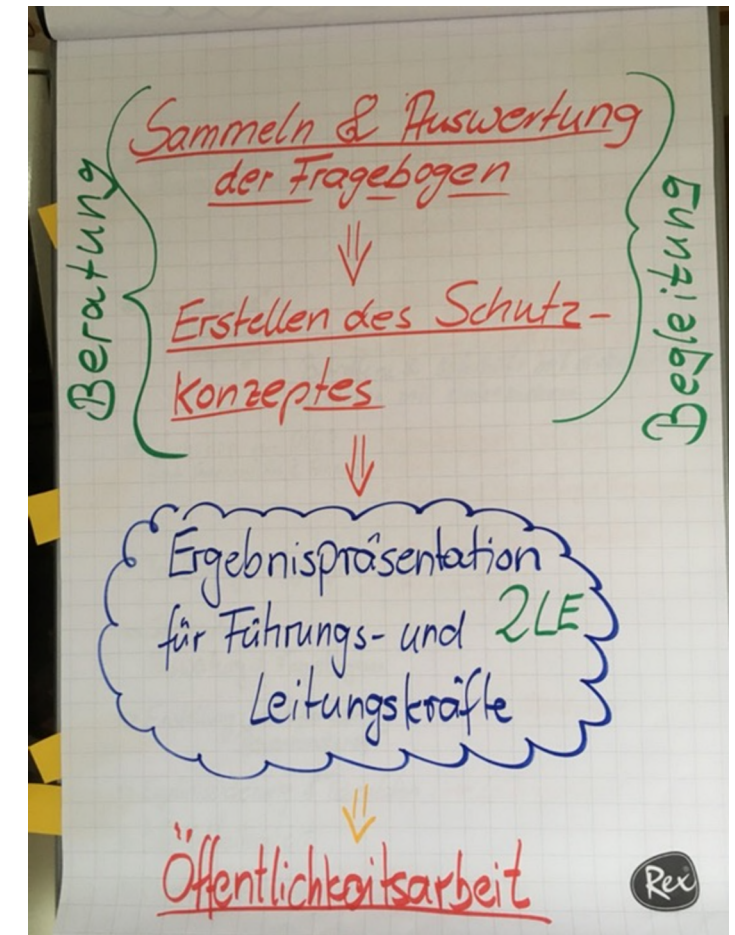 Sammeln & Auswertung
der Fragebogen
Beratung
Begleitung
⇓
Erstellen des Schutz-
konzeptes
⇓
Ergebnispräsentation
für Führungs- und 2LE
Leitungskräfte
⇓
Öffentlichkeitsarbeit
Rex